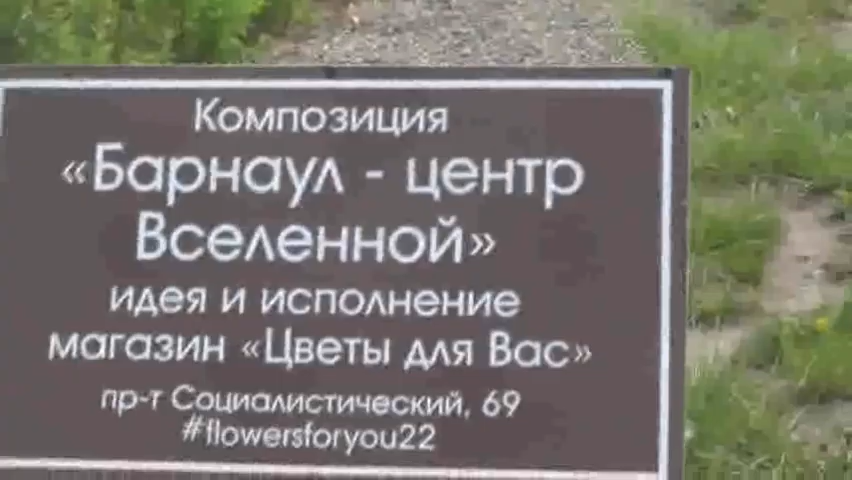 Композиция
«Барнаул - центр
Вселенной»
идея и исполнение
магазин «Цветы для Вас»
пр-т Социалистический, 69
#flowersforyou22